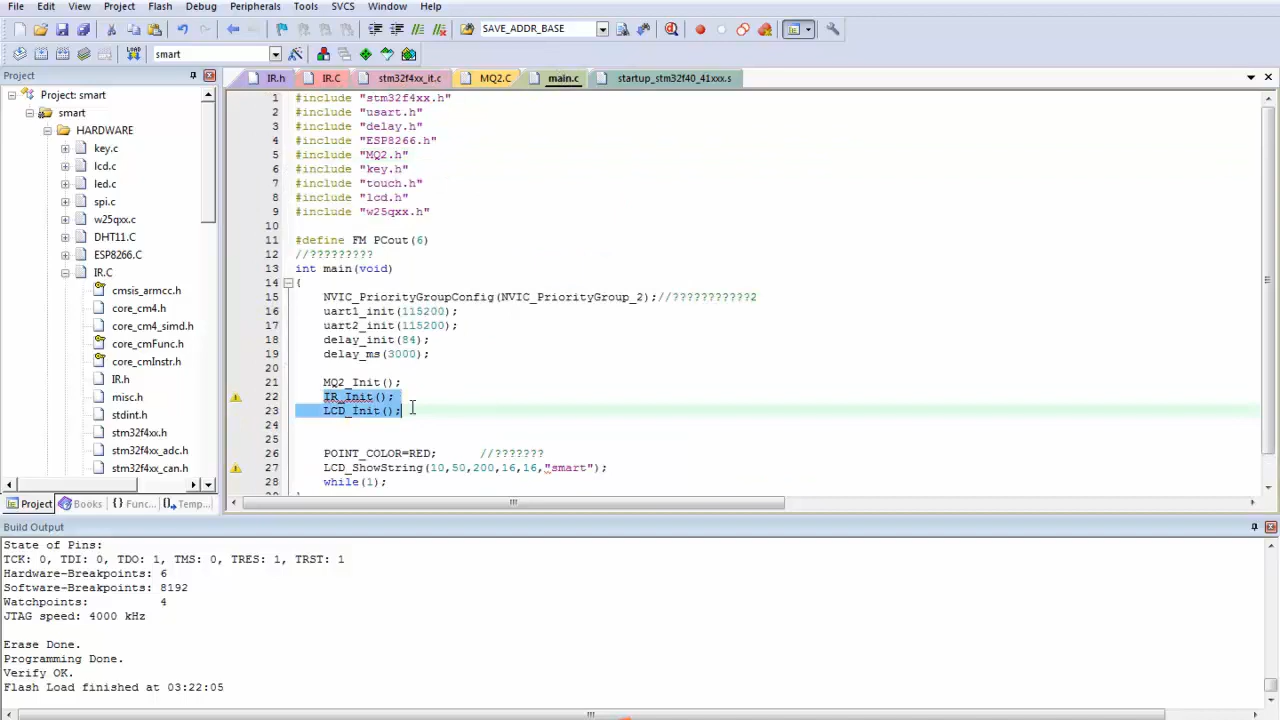 File Edit View Project Flash Debug Peripherals Tools SVCS Window Help
SAVE_ADDR_BASE
LOAD smart
Project
Project: smart
smart
HARDWARE
key.c
lcd.c
led.c
spi.c
w25qxx.c
DHT11.C
ESP8266.C
IR.C
cmsis_armcc.h
core_cm4.h
core_cm4_simd.h
core_cmFunc.h
core_cmInstr.h
IR.h
misc.h
stdint.h
stm32f4xx.h
stm32f4xx_adc.h
stm32f4xx_can.h
Project Books {} Func... Temp...
IR.h IR.C stm32f4xx_it.c MQ2.C main.c startup_stm32f40_41xxx.s
1 #include "stm32f4xx.h"
2 #include "usart.h"
3 #include "delay.h"
4 #include "ESP8266.h"
5 #include "MQ2.h"
6 #include "key.h"
7 #include "touch.h"
8 #include "lcd.h"
9 #include "w25qxx.h"
10
11 #define FM PCout(6)
12 //?????????
13 int main(void)
14 {
15 NVIC_PriorityGroupConfig(NVIC_PriorityGroup_2);//???????????2
16 uart1_init(115200);
17 uart2_init(115200);
18 delay_init(84);
19 delay_ms(3000);
20
21 MQ2_Init();
22 IR_Init();
23 LCD_Init();
24
25
26 POINT_COLOR=RED; //???????
27 LCD_ShowString(10,50,200,16,16,"smart");
28 while(1);
Build Output
State of Pins:
TCK: 0, TDI: 0, TDO: 1, TMS: 0, TRES: 1, TRST: 1
Hardware-Breakpoints: 6
Software-Breakpoints: 8192
Watchpoints: 4
JTAG speed: 4000 kHz
Erase Done.
Programming Done.
Verify OK.
Flash Load finished at 03:22:05